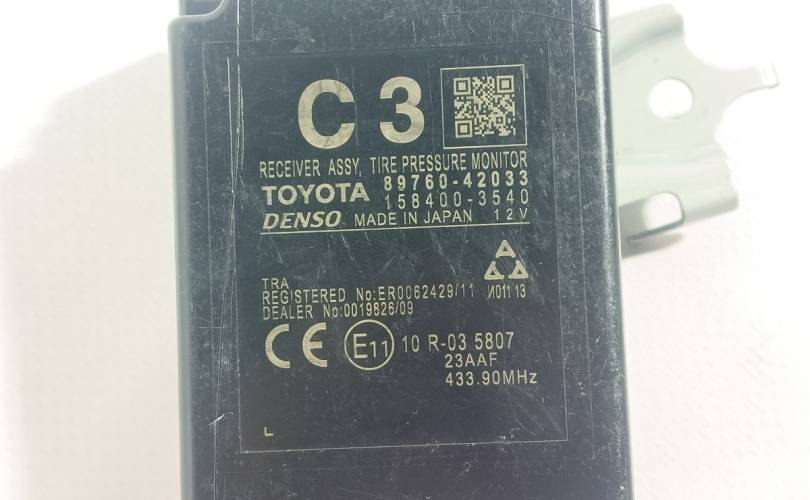 C 3
RECEIVER ASSY, TIRE PRESSURE MONITOR
TOYOTA 89760-42033
158400-3540
DENSO MADE IN JAPAN 12V
TRA
REGISTERED No:ER0062429/11
DEALER No:0019826/09
И011 13
CE E11 10 R-03 5807
23AAF
433.90MHz
L